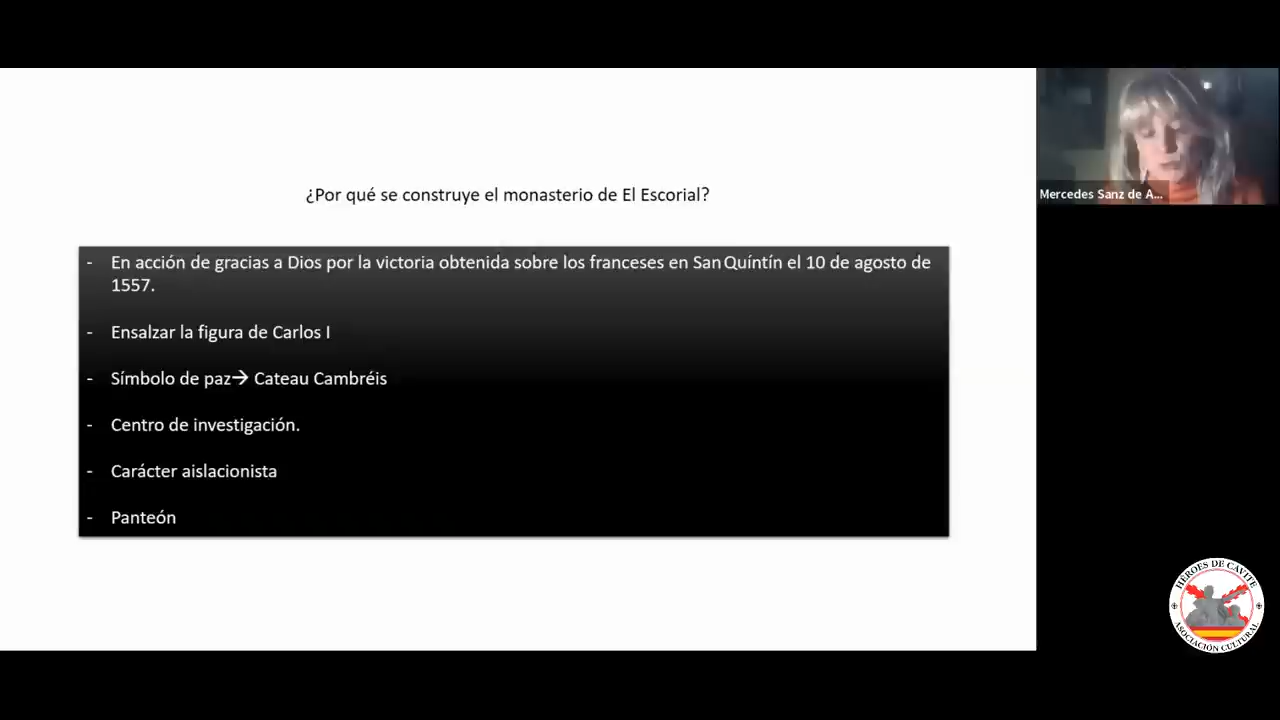 ¿Por qué se construye el monasterio de El Escorial?
- En acción de gracias a Dios por la victoria obtenida sobre los franceses en San Quíntín el 10 de agosto de
1557.
- Ensalzar la figura de Carlos I
- Símbolo de paz→ Cateau Cambréis
- Centro de investigación.
- Carácter aislacionista
- Panteón
Mercedes Sanz de A...
HÉROES DE CAVITE
ASOCIACIÓN CULTURAL